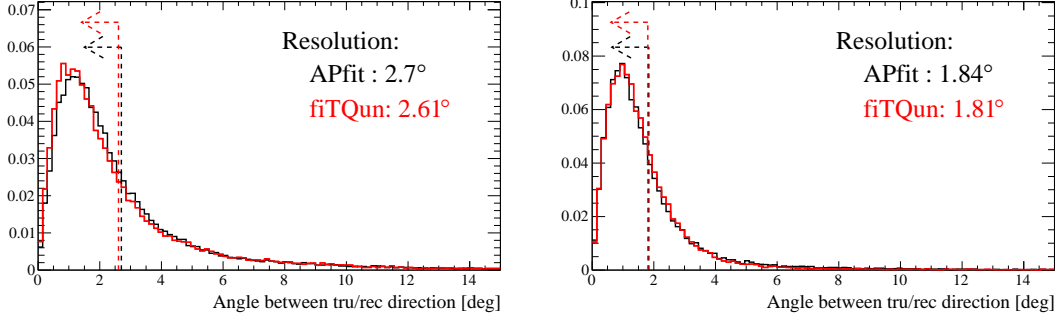 0.07
0.06
0.05
0.04
0.03
0.02
0.01
0
0 2 4 6 8 10 12 14
Resolution:
APfit : 2.7°
fiTQun: 2.61°
Angle between tru/rec direction [deg]
0.1
0.08
0.06
0.04
0.02
0
0 2 4 6 8 10 12 14
Resolution:
APfit : 1.84°
fiTQun: 1.81°
Angle between tru/rec direction [deg]